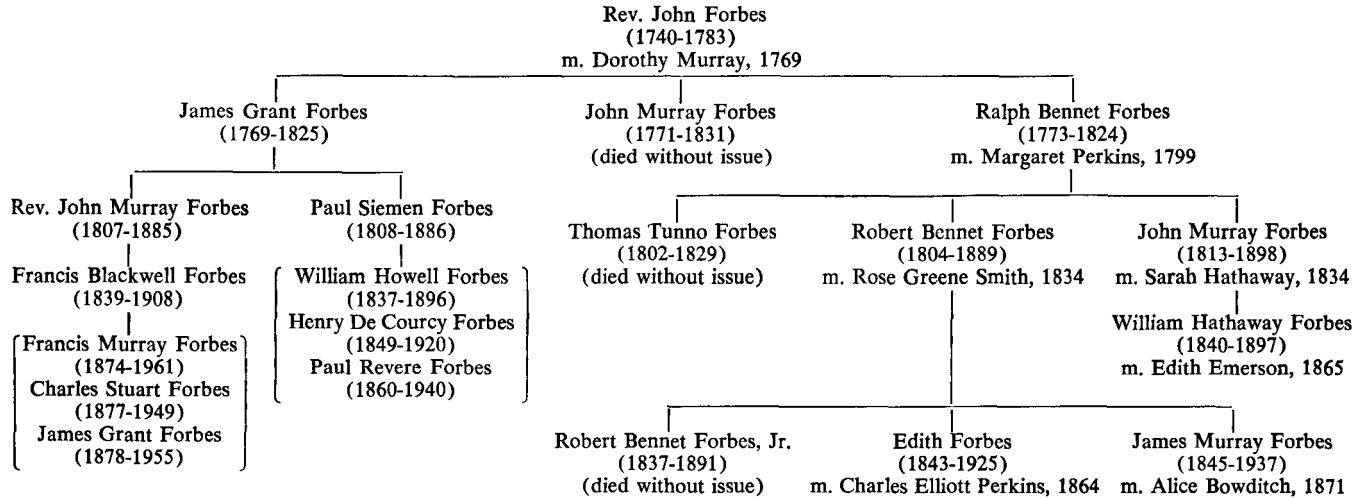 Rev. John Forbes
(1740-1783)
m. Dorothy Murray, 1769
James Grant Forbes
(1769-1825)
John Murray Forbes
(1771-1831)
(died without issue)
Ralph Bennet Forbes
(1773-1824)
m. Margaret Perkins, 1799
Rev. John Murray Forbes
(1807-1885)
Paul Siemen Forbes
(1808-1886)
Thomas Tunno Forbes
(1802-1829)
(died without issue)
Robert Bennet Forbes
(1804-1889)
m. Rose Greene Smith, 1834
John Murray Forbes
(1813-1898)
m. Sarah Hathaway, 1834
Francis Blackwell Forbes
(1839-1908)
William Howell Forbes
(1837-1896)
Henry De Courcy Forbes
(1849-1920)
Paul Revere Forbes
(1860-1940)
William Hathaway Forbes
(1840-1897)
m. Edith Emerson, 1865
Francis Murray Forbes
(1874-1961)
Charles Stuart Forbes
(1877-1949)
James Grant Forbes
(1878-1955)
Robert Bennet Forbes, Jr.
(1837-1891)
(died without issue)
Edith Forbes
(1843-1925)
m. Charles Elliott Perkins, 1864
James Murray Forbes
(1845-1937)
m. Alice Bowditch, 1871